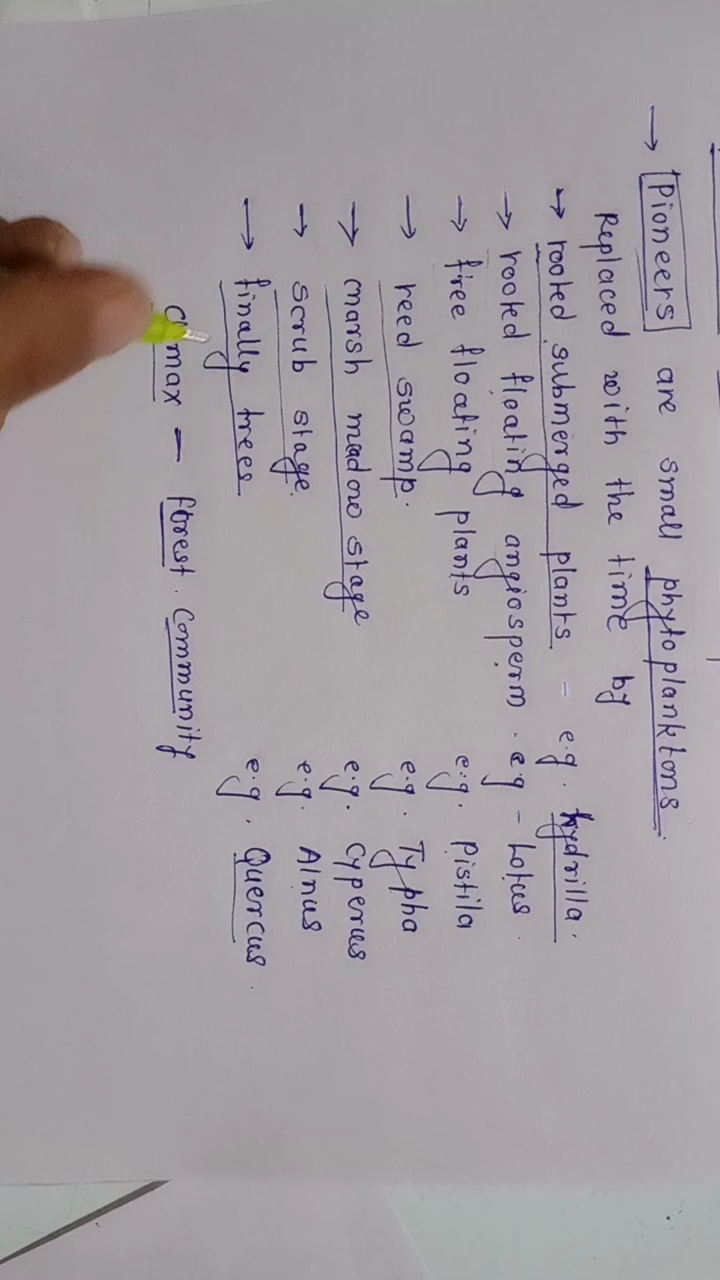 → Pioneers are small phytoplanktons.
Replaced with the time by
→ rooted submerged plants - e.g. hydrilla.
→ rooted floating angiosperm. e.g - Lotus.
→ free floating plants e.g. Pistila
→ reed swamp. e.g. Typha
→ marsh madow stage e.g. Cyperus
→ scrub stage. e.g. Alnus
→ finally trees e.g. Quercus.
climax - forest. Community